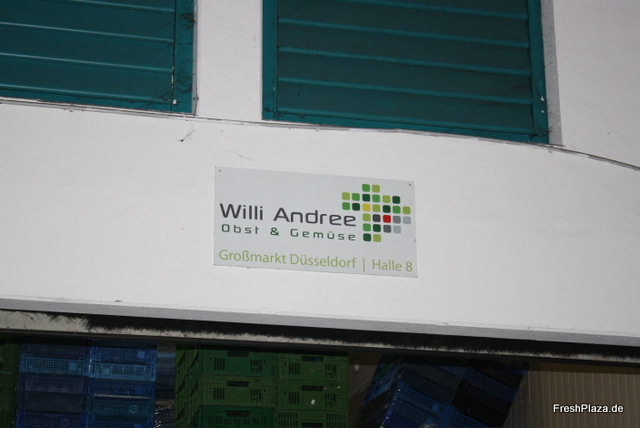 Willi Andree
Obst & Gemüse
Großmarkt Düsseldorf | Halle 8
FreshPlaza.de